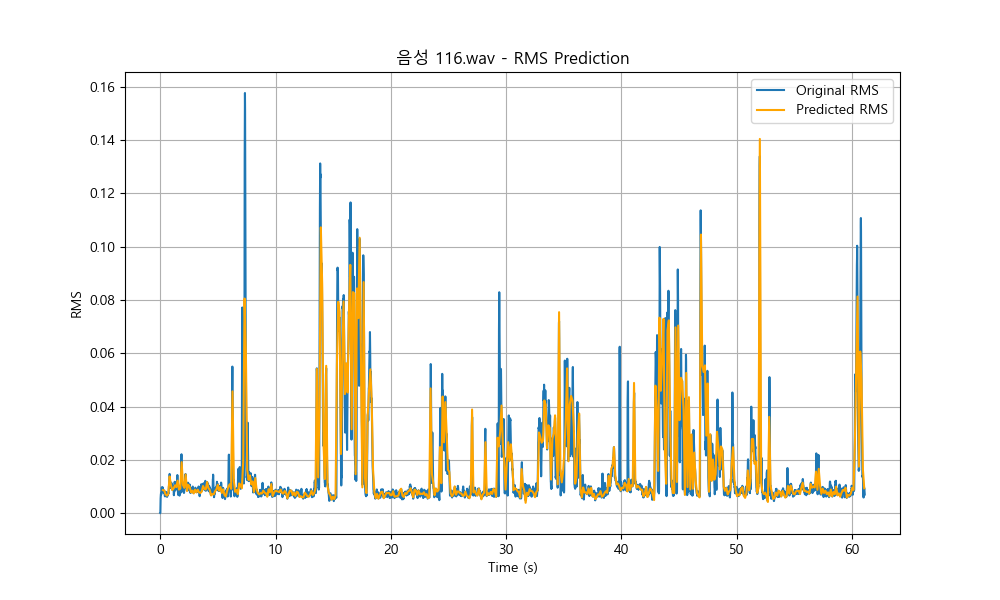 음성 116.wav - RMS Prediction
Original RMS
Predicted RMS
RMS
0.16
0.14
0.12
0.10
0.08
0.06
0.04
0.02
0.00
0 10 20 30 40 50 60
Time (s)